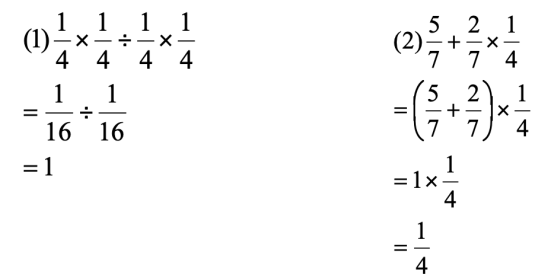 (1) 1/4 × 1/4 ÷ 1/4 × 1/4
= 1/16 ÷ 1/16
= 1
(2) 5/7 + 2/7 × 1/4
= (5/7 + 2/7) × 1/4
= 1 × 1/4
= 1/4